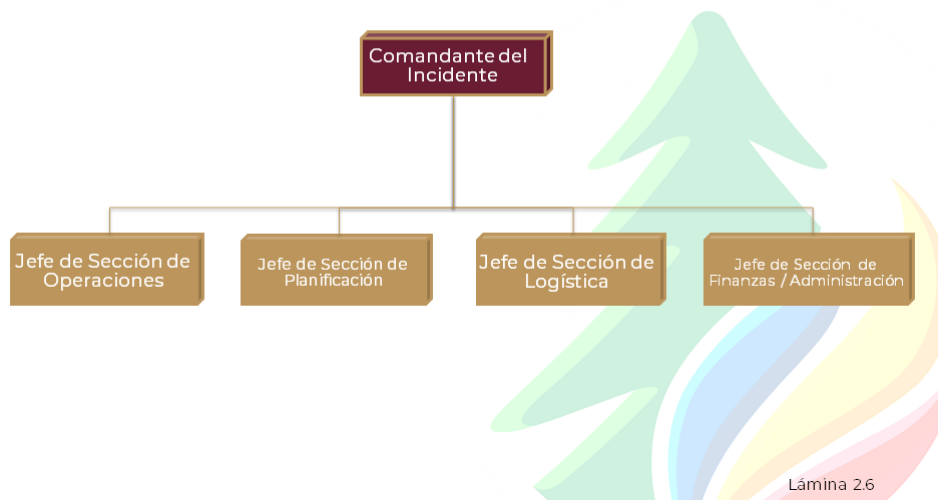 Comandante del
Incidente
Jefe de Sección de
Operaciones
Jefe de Sección de
Planificación
Jefe de Sección de
Logística
Jefe de Sección de
Finanzas / Administración
Lámina 2.6